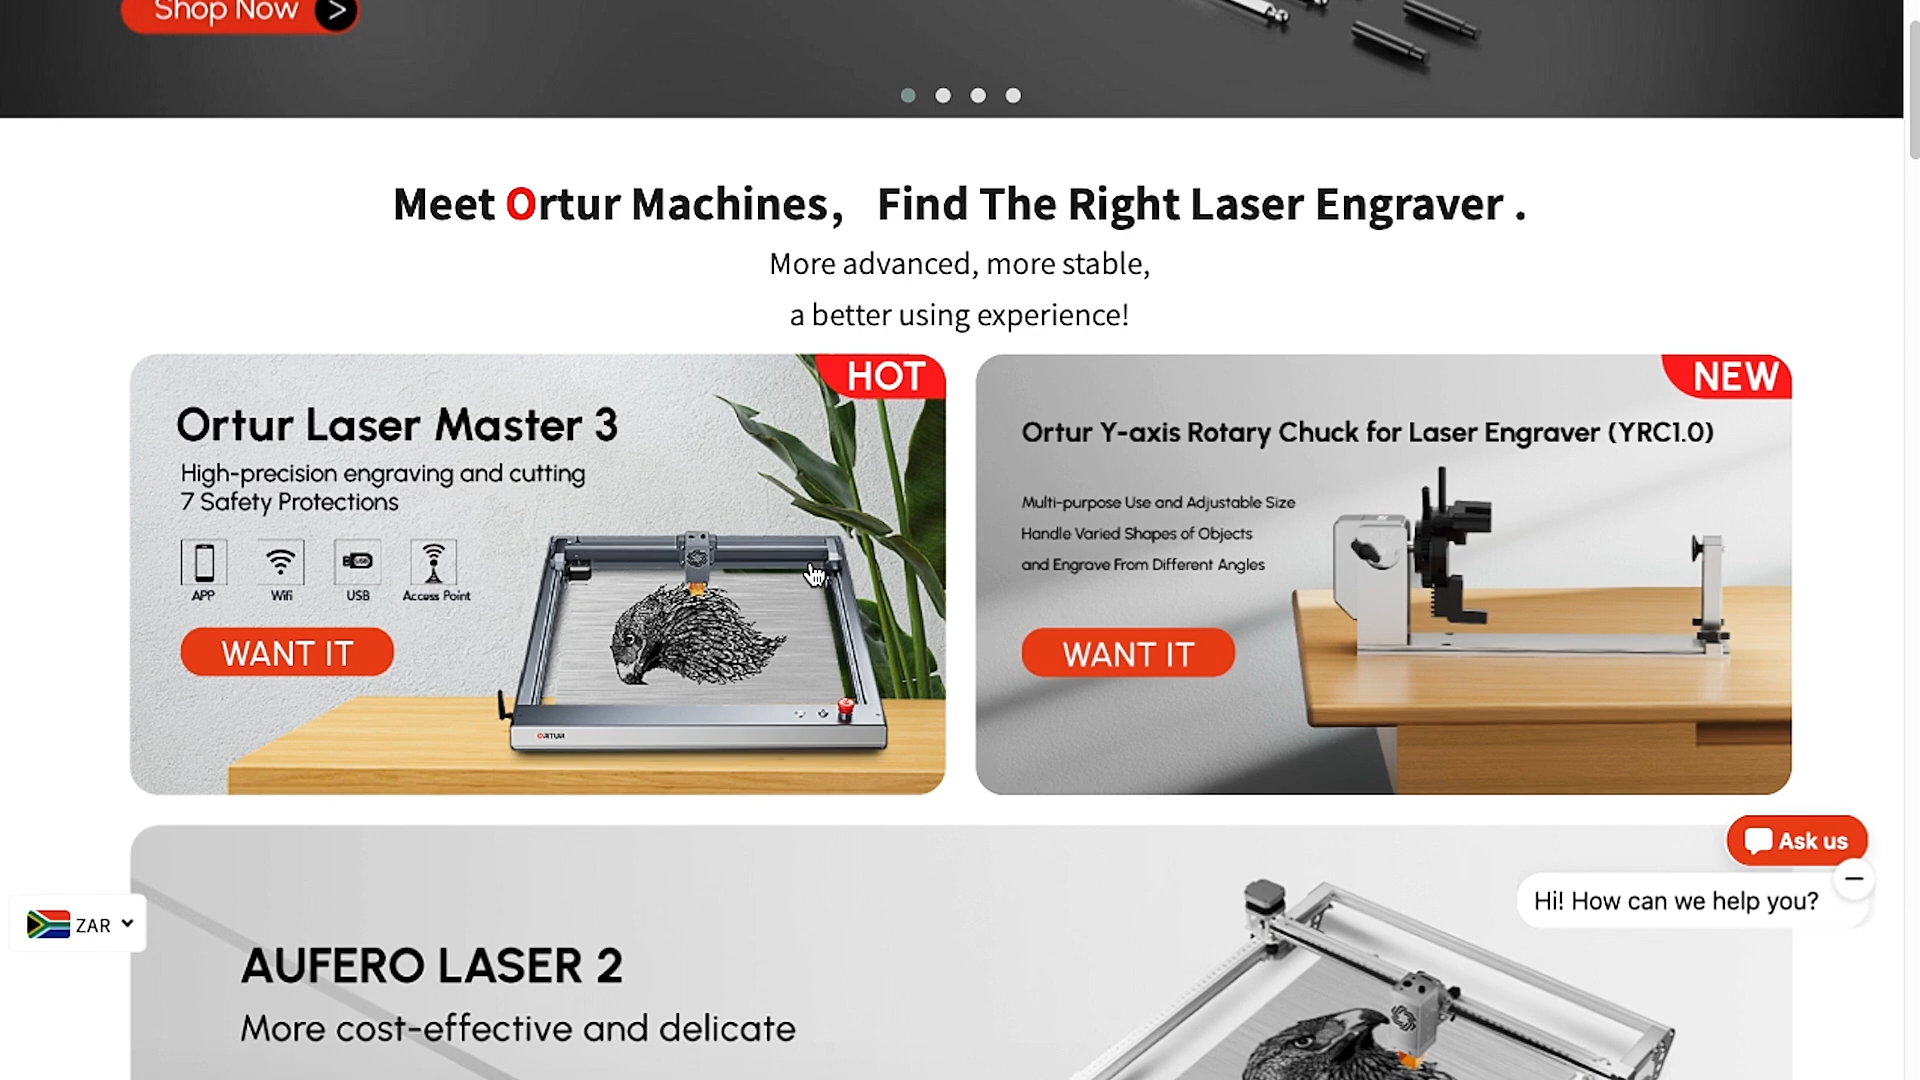 Shop Now >
Meet Ortur Machines， Find The Right Laser Engraver .
More advanced, more stable,
a better using experience!
HOT
Ortur Laser Master 3
High-precision engraving and cutting
7 Safety Protections
USB
APP Wifi USB Access Point
WANT IT
ORTUR
NEW
Ortur Y-axis Rotary Chuck for Laser Engraver (YRC1.0)
Multi-purpose Use and Adjustable Size
Handle Varied Shapes of Objects
and Engrave From Different Angles
WANT IT
Ask us
Hi! How can we help you?
ZAR
AUFERO LASER 2
More cost-effective and delicate